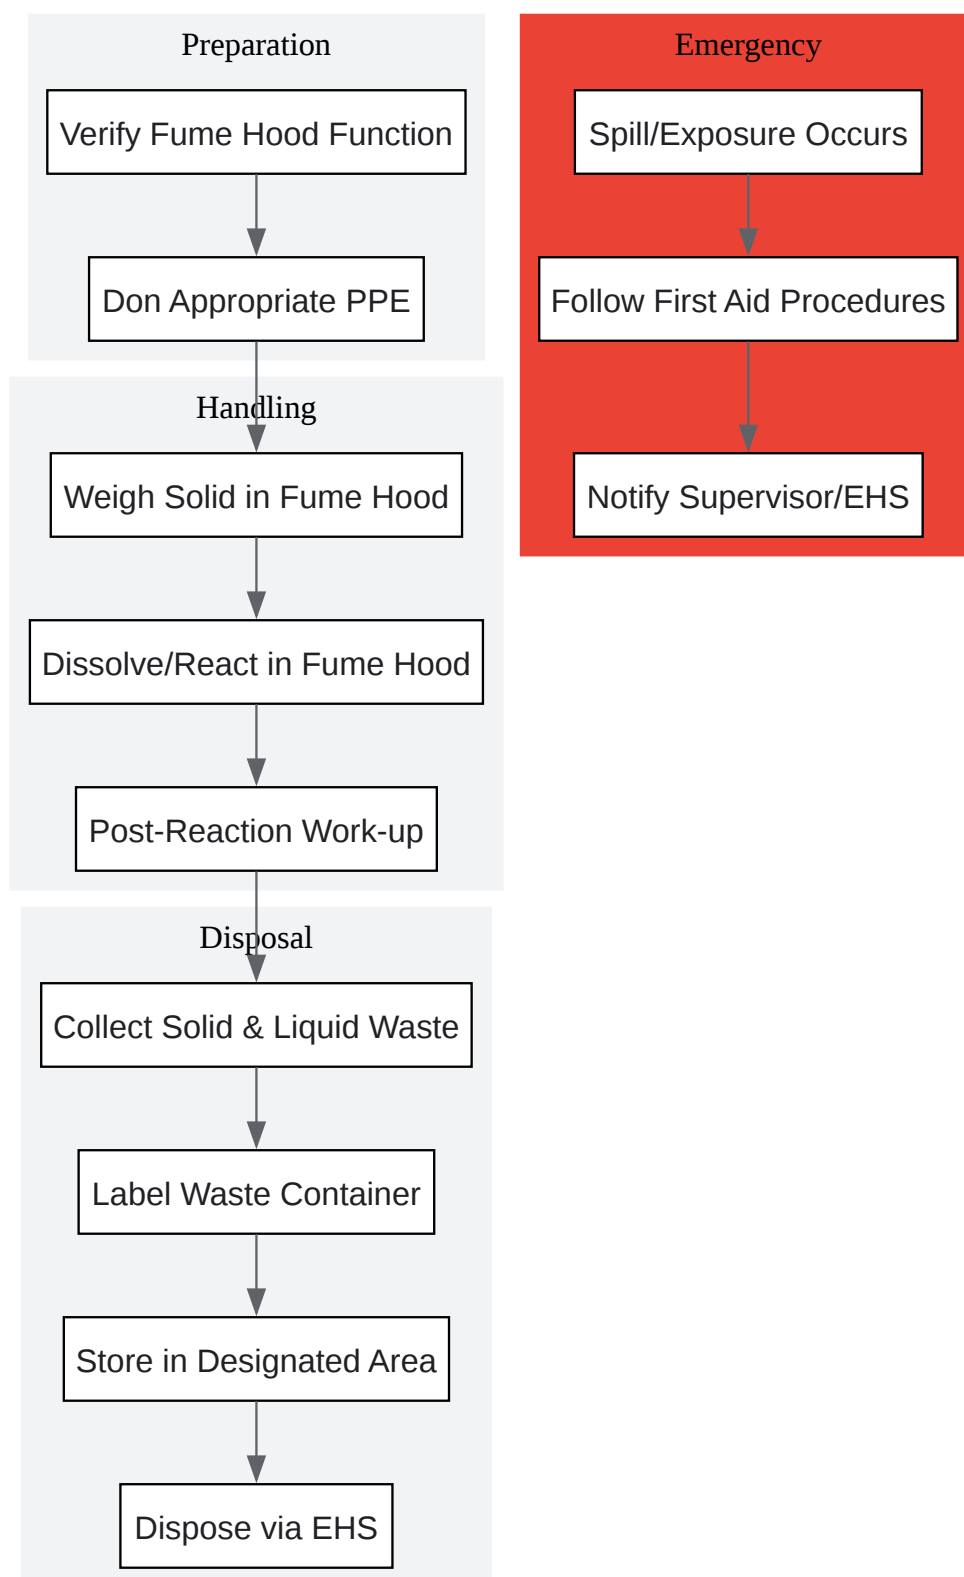 Preparation
Verify Fume Hood Function
Don Appropriate PPE
Handling
Weigh Solid in Fume Hood
Dissolve/React in Fume Hood
Post-Reaction Work-up
Disposal
Collect Solid & Liquid Waste
Label Waste Container
Store in Designated Area
Dispose via EHS
Emergency
Spill/Exposure Occurs
Follow First Aid Procedures
Notify Supervisor/EHS